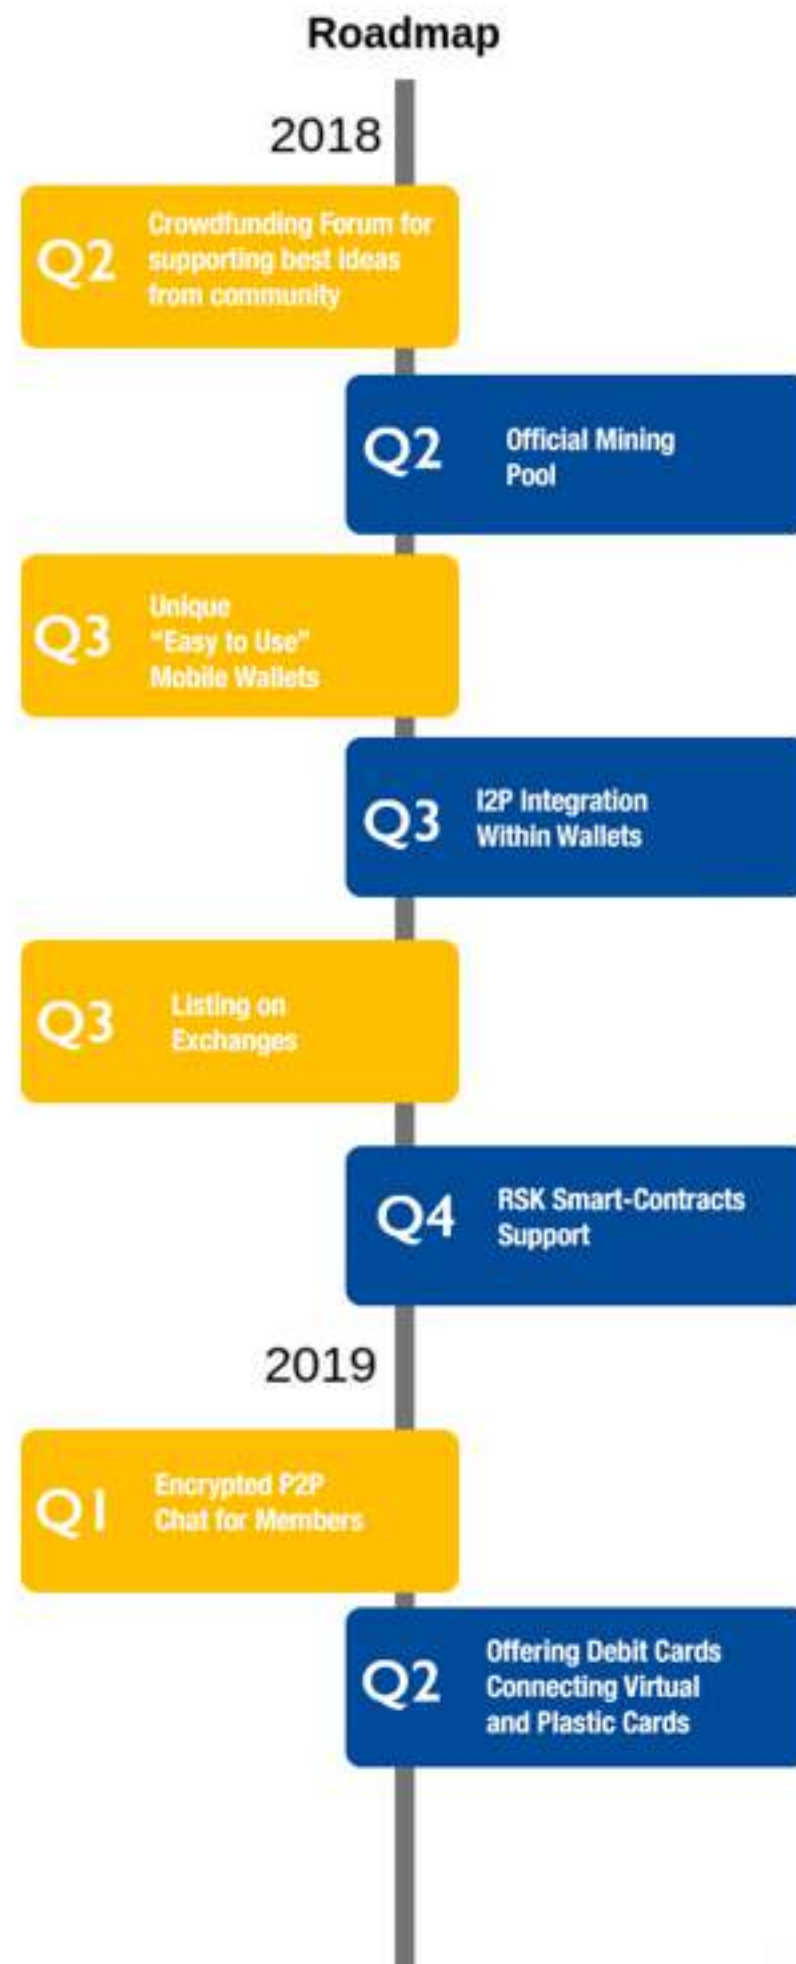 Roadmap
2018
Q2
Crowdfunding Forum for
supporting best ideas
from community
Q2
Official Mining
Pool
Q3
Unique
“Easy to Use”
Mobile Wallets
Q3
I2P Integration
Within Wallets
Q3
Listing on
Exchanges
Q4
RSK Smart-Contracts
Support
2019
Q1
Encrypted P2P
Chat for Members
Q2
Offering Debit Cards
Connecting Virtual
and Plastic Cards